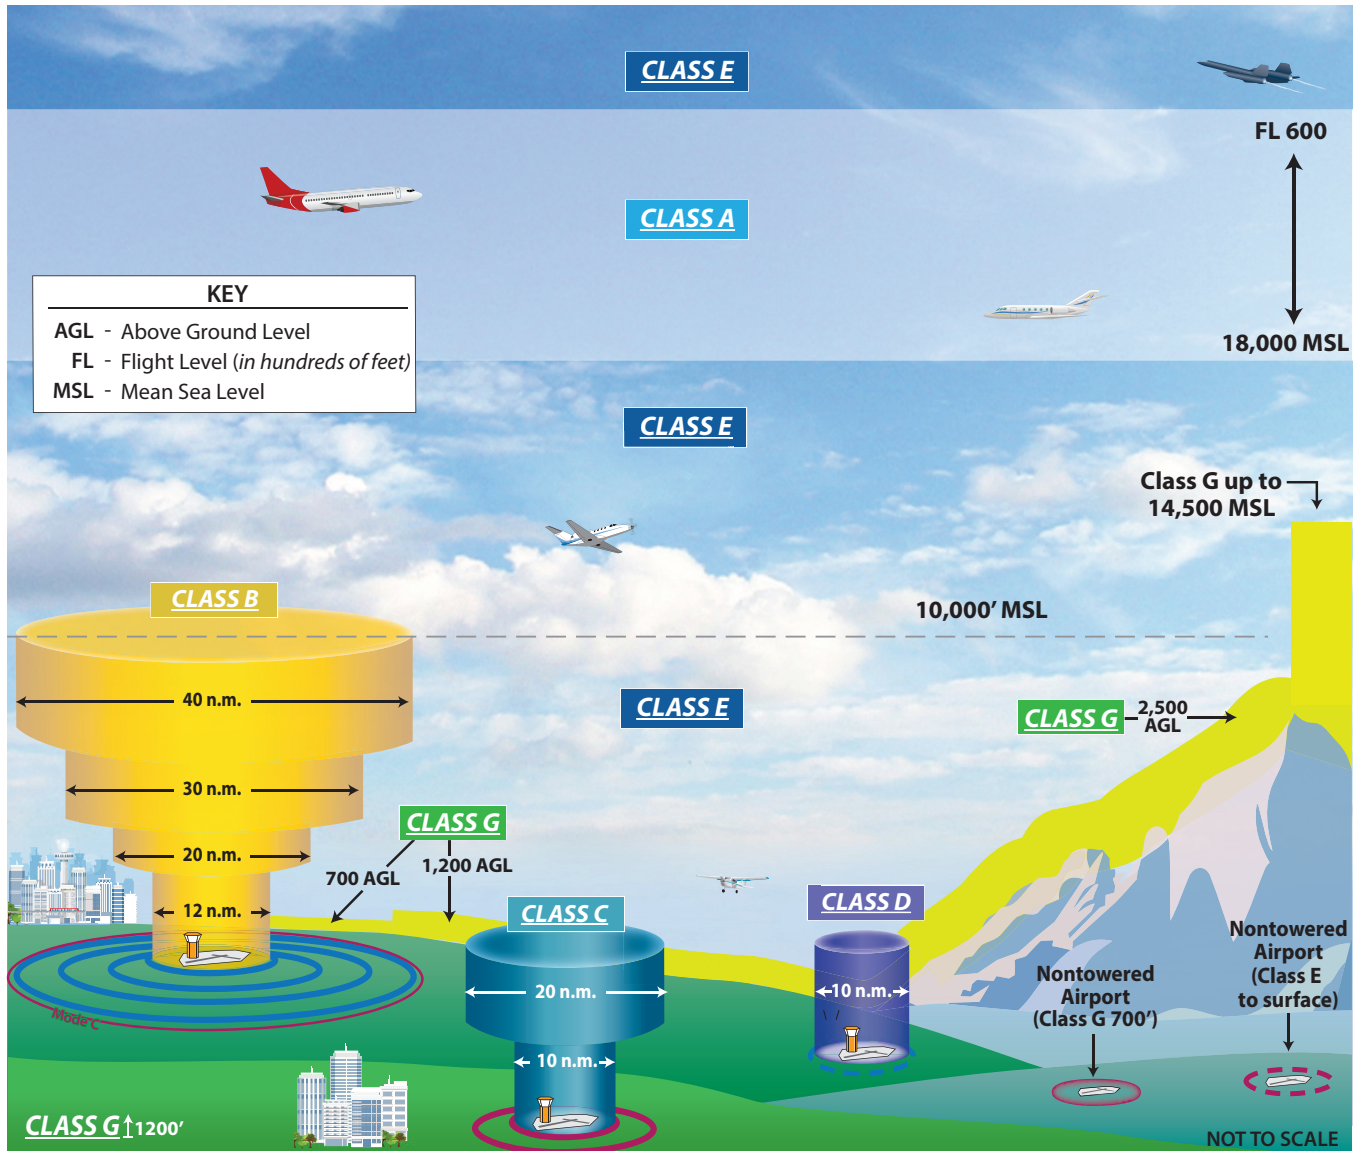 CLASS E
FL 600
CLASS A
18,000 MSL
KEY
AGL - Above Ground Level
FL - Flight Level (in hundreds of feet)
MSL - Mean Sea Level
CLASS E
Class G up to
14,500 MSL
CLASS B
10,000’ MSL
40 n.m.
CLASS E
CLASS G
2,500
AGL
30 n.m.
CLASS G
20 n.m.
700 AGL
1,200 AGL
12 n.m.
CLASS C
CLASS D
Nontowered
Airport
(Class E
to surface)
Nontowered
Airport
(Class G 700’)
20 n.m.
10 n.m.
Mode C
10 n.m.
CLASS G 1200’
NOT TO SCALE